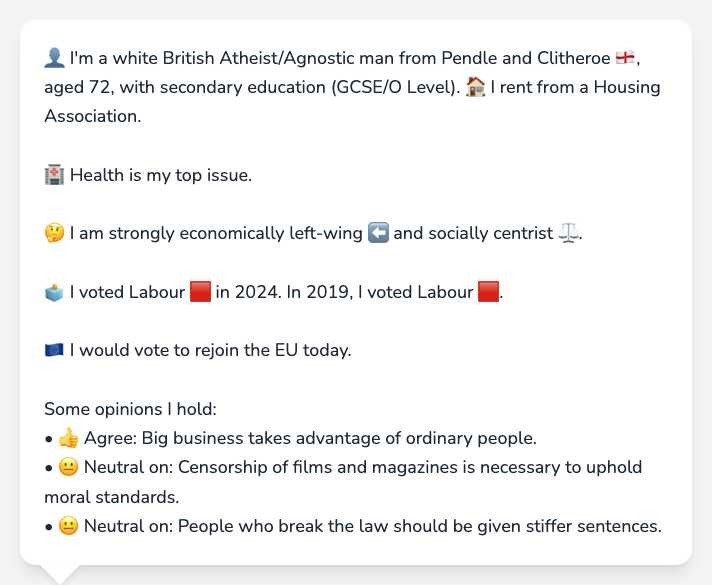 👤 I'm a white British Atheist/Agnostic man from Pendle and Clitheroe 🏴󠁧󠁢󠁥󠁮󠁧󠁿,
aged 72, with secondary education (GCSE/O Level). 🏠 I rent from a Housing
Association.
🏥 Health is my top issue.
🤔 I am strongly economically left-wing ⬅️ and socially centrist ⚖️.
🗳️ I voted Labour 🟥 in 2024. In 2019, I voted Labour 🟥.
🇪🇺 I would vote to rejoin the EU today.
Some opinions I hold:
• 👍 Agree: Big business takes advantage of ordinary people.
• 😐 Neutral on: Censorship of films and magazines is necessary to uphold
moral standards.
• 😐 Neutral on: People who break the law should be given stiffer sentences.